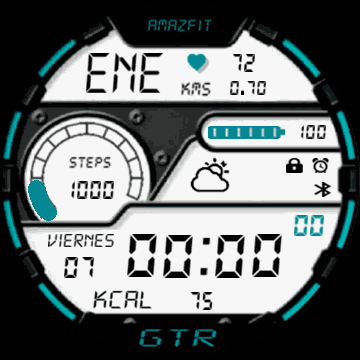 AMAZFIT
ENE 72
KMS 0.70
100
STEPS
1000
VIERNES 00:00 00
07
KCAL 75
GTR